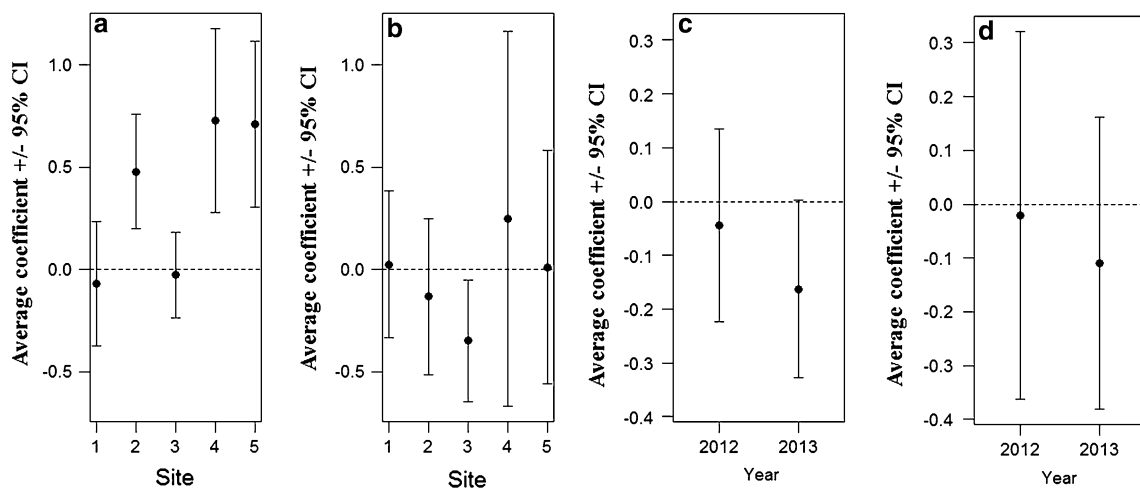 a
Average coefficient +/- 95% CI
1.0
0.5
0.0
-0.5
1 2 3 4 5
Site
b
Average coefficient +/- 95% CI
1.0
0.5
0.0
-0.5
1 2 3 4 5
Site
c
Average coefficient +/- 95% CI
0.3
0.2
0.1
0.0
-0.1
-0.2
-0.3
-0.4
2012 2013
Year
d
Average coefficient +/- 95% CI
0.3
0.2
0.1
0.0
-0.1
-0.2
-0.3
-0.4
2012 2013
Year